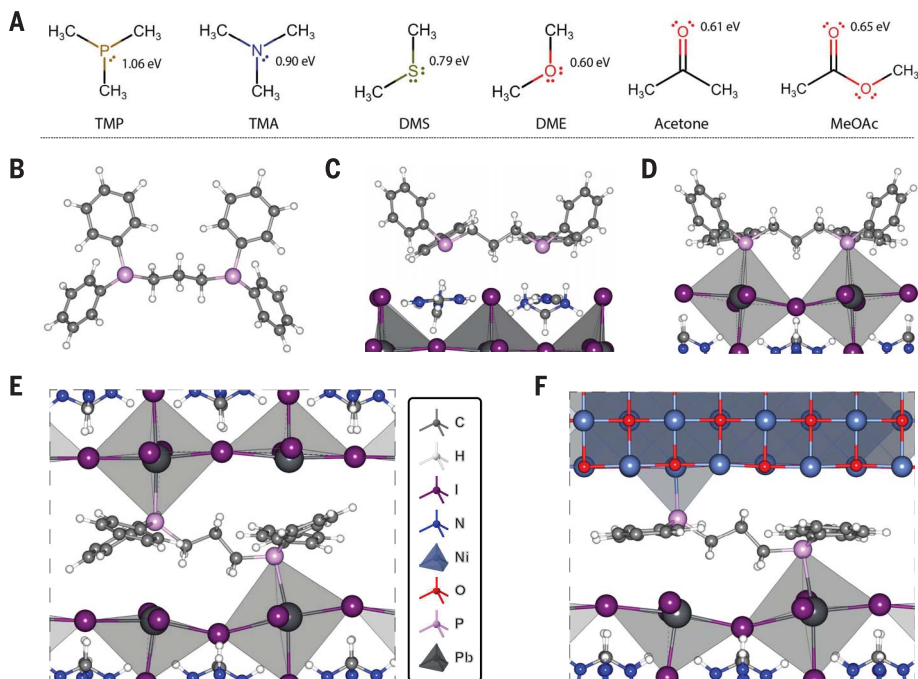 A
H₃C
CH₃
P
1.06 eV
CH₃
TMP
H₃C
CH₃
N
0.90 eV
CH₃
TMA
CH₃
S
0.79 eV
H₃C
DMS
CH₃
O
0.60 eV
H₃C
DME
O
0.61 eV
H₃C
CH₃
Acetone
O
0.65 eV
CH₃
H₃C
O
MeOAc
B
C
D
E
F
C
H
I
N
Ni
O
P
Pb